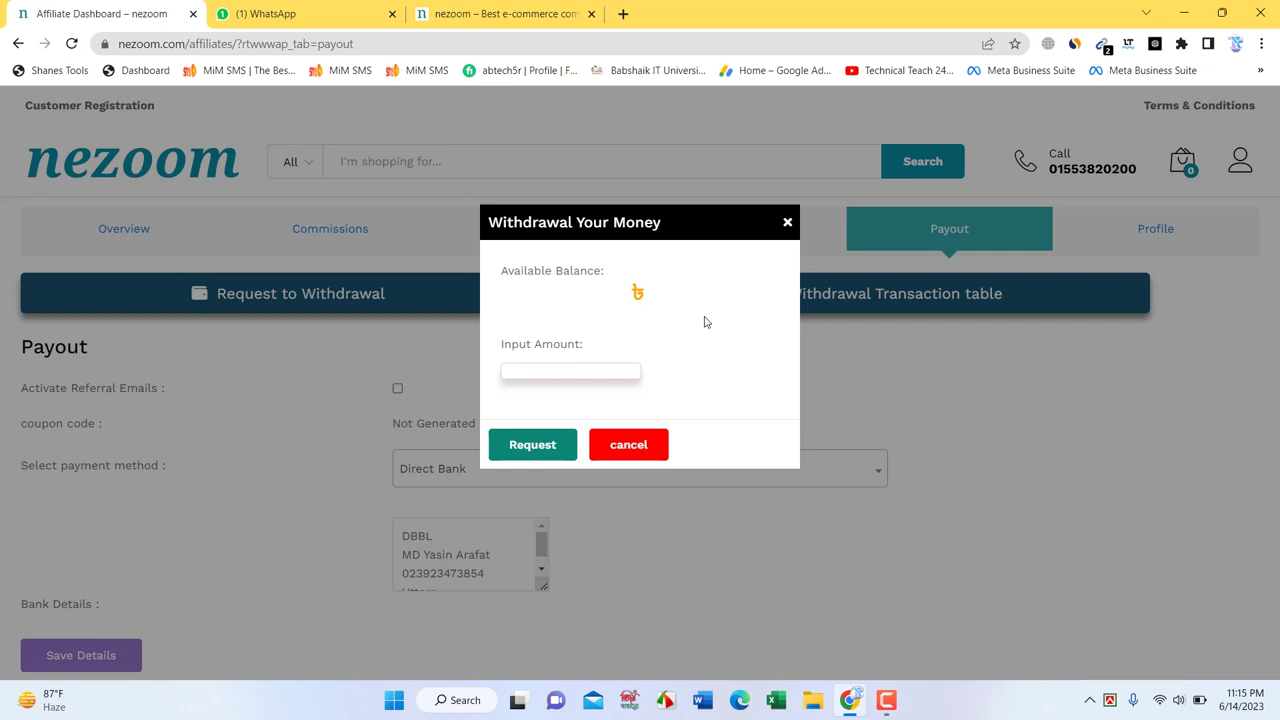 Affiliate Dashboard – nezoom
(1) WhatsApp
nezoom – Best e-commerce com
nezoom.com/affiliates/?rtwwwap_tab=payout
2
Shanes Tools
Dashboard
MiM SMS | The Bes...
MiM SMS
MiM SMS
abtech5r | Profile | F...
Babshaik IT Universi...
Home – Google Ad...
Technical Teach 24...
Meta Business Suite
Meta Business Suite
»
Customer Registration
Terms & Conditions
nezoom
All
I'm shopping for...
Search
Call
01553820200
0
Overview
Commissions
Payout
Profile
Withdrawal Your Money
×
Request to Withdrawal
ithdrawal Transaction table
Available Balance:
৳
Input Amount:
Request
cancel
Payout
Activate Referral Emails :
coupon code :
Not Generated
Select payment method :
Direct Bank
DBBL
MD Yasin Arafat
023923473854
Bank Details :
Save Details
87°F
Haze
Search
11:15 PM
6/14/2023